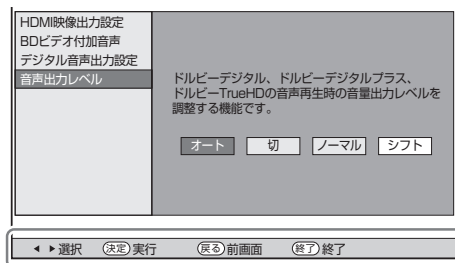 HDMI映像出力設定
BDビデオ付加音声
デジタル音声出力設定
音声出力レベル
ドルビーデジタル、ドルビーデジタルプラス、
ドルビーTrueHDの音声再生時の音量出力レベルを
調整する機能です。
オート 切 ノーマル シフト
選択 決定 実行 戻る 前画面 終了 終了